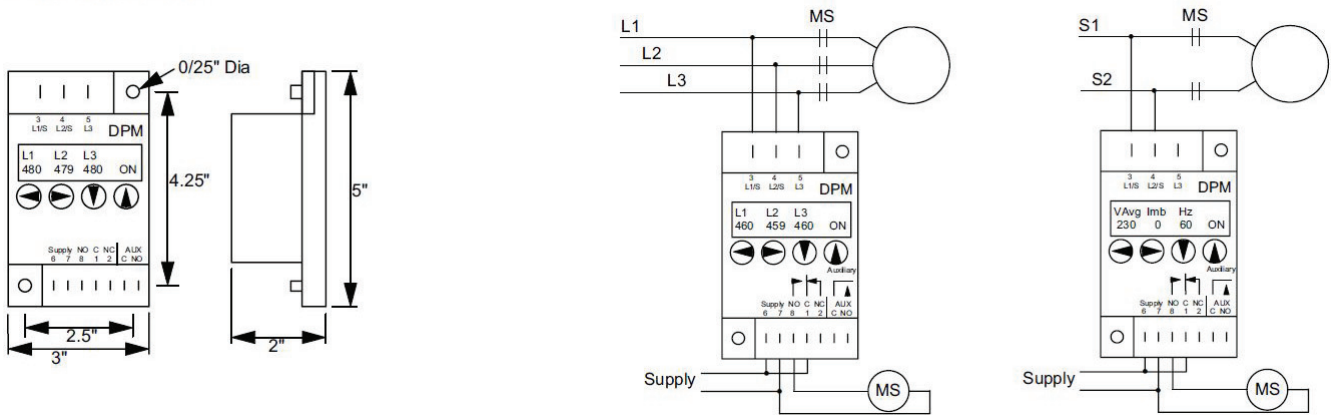 0/25" Dia
3 4 5
L1/S L2/S L3 DPM
L1 L2 L3
480 479 480 ON
Supply NO C NC AUX
6 7 8 1 2 C NO
4.25"
2.5"
3"
5"
2"
L1 MS
L2
L3
3 4 5
L1/S L2/S L3 DPM
L1 L2 L3
460 459 460 ON
Auxiliary
Supply NO C NC AUX
6 7 8 1 2 C NO
Supply MS
S1 MS
S2
3 4 5
L1/S L2/S L3 DPM
VAvg Imb Hz
230 0 60 ON
Auxiliary
Supply NO C NC AUX
6 7 8 1 2 C NO
Supply MS